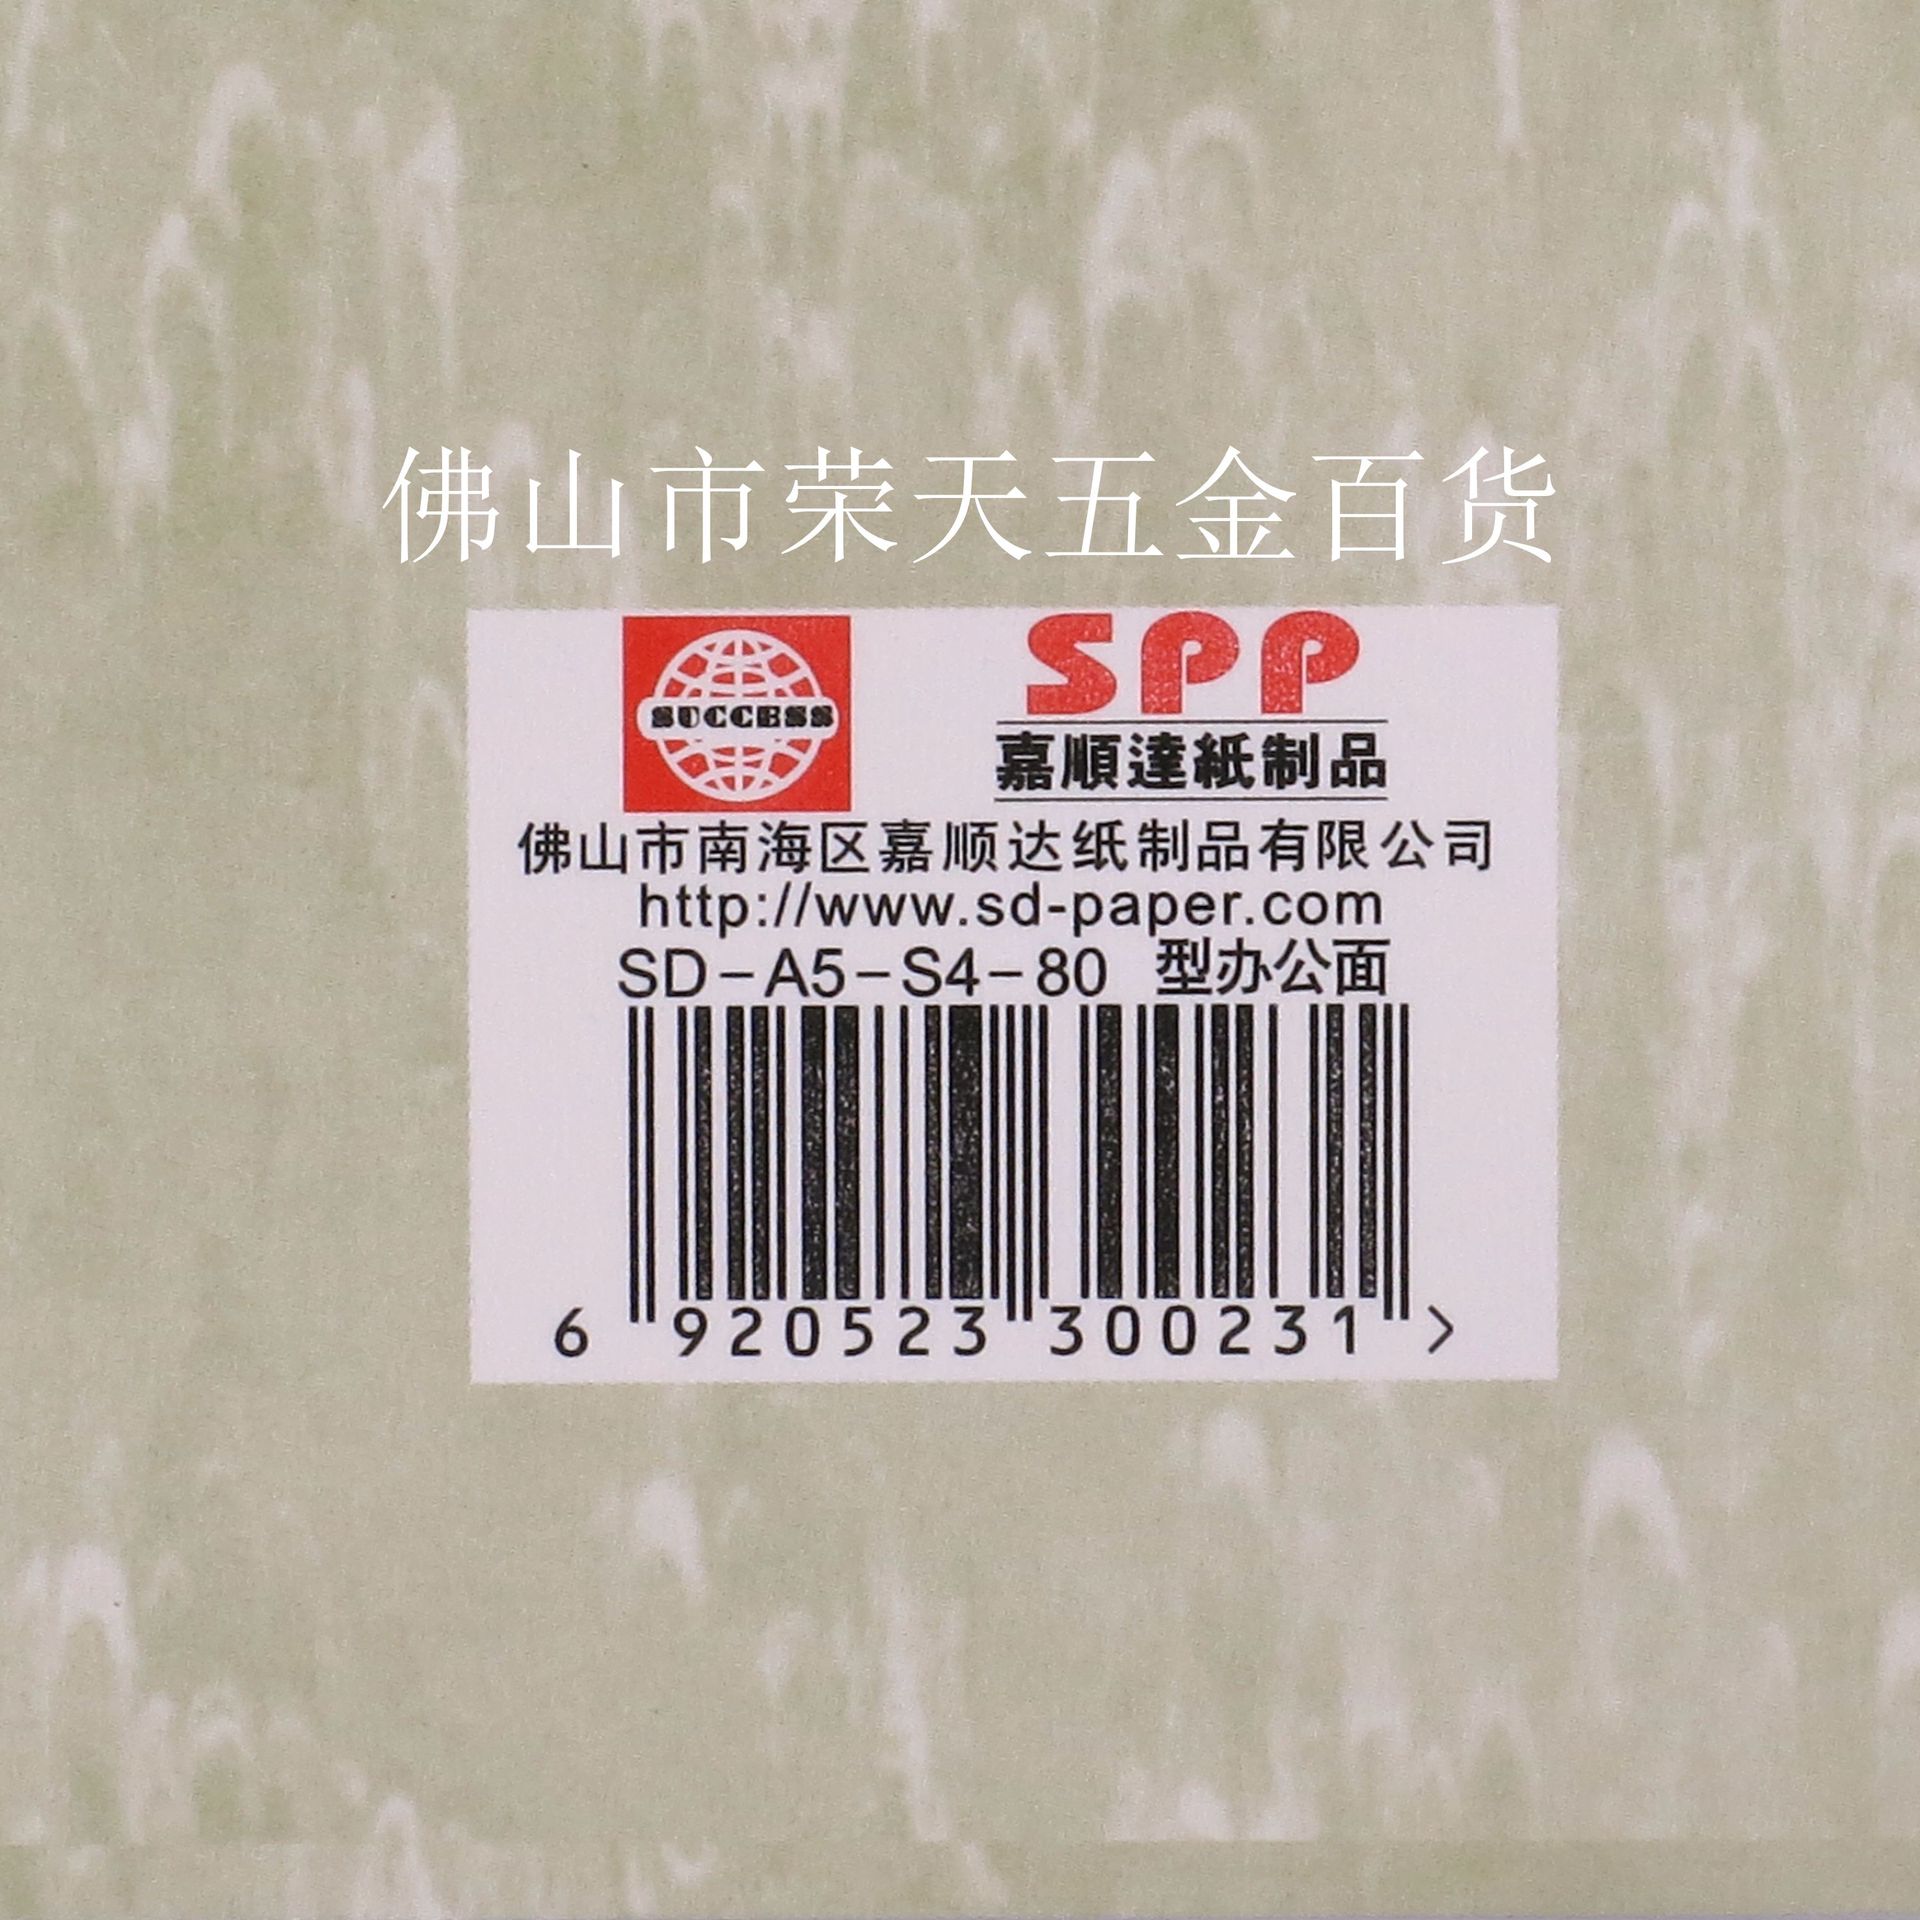 佛山市荣天五金百货
SUCCESS
SPP
嘉順達紙制品
佛山市南海区嘉顺达纸制品有限公司
http://www.sd-paper.com
SD-A5-S4-80 型办公面
6 920523 300231 >